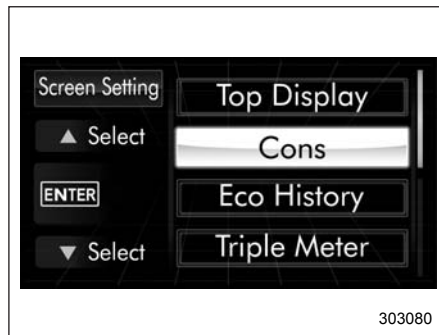 Screen Setting
▲ Select
ENTER
▼ Select
Top Display
Cons
Eco History
Triple Meter
303080